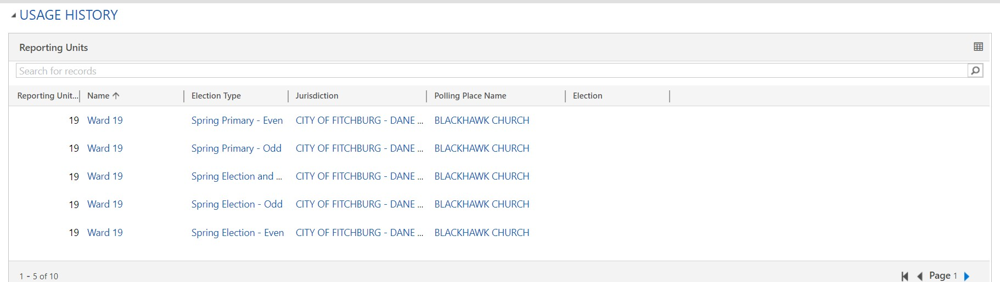 USAGE HISTORY
Reporting Units
Search for records
Reporting Unit... Name Election Type Jurisdiction Polling Place Name Election
19 Ward 19 Spring Primary - Even CITY OF FITCHBURG - DANE ... BLACKHAWK CHURCH
19 Ward 19 Spring Primary - Odd CITY OF FITCHBURG - DANE ... BLACKHAWK CHURCH
19 Ward 19 Spring Election and ... CITY OF FITCHBURG - DANE ... BLACKHAWK CHURCH
19 Ward 19 Spring Election - Odd CITY OF FITCHBURG - DANE ... BLACKHAWK CHURCH
19 Ward 19 Spring Election - Even CITY OF FITCHBURG - DANE ... BLACKHAWK CHURCH
1 - 5 of 10 Page 1